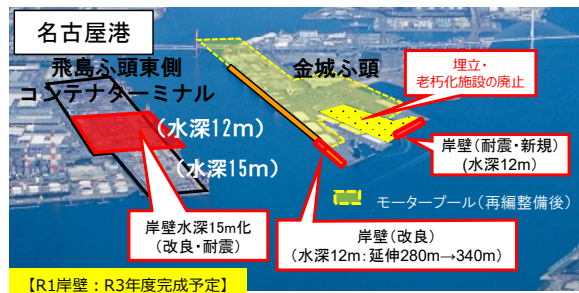 名古屋港
飛島ふ頭東側
コンテナターミナル
金城ふ頭
埋立・
老朽化施設の廃止
(水深12m)
(水深15m)
岸壁(耐震・新規)
(水深12m)
モータープール(再編整備後)
岸壁水深15m化
(改良・耐震)
岸壁(改良)
(水深12m:延伸280m→340m)
【R1岸壁:R3年度完成予定】